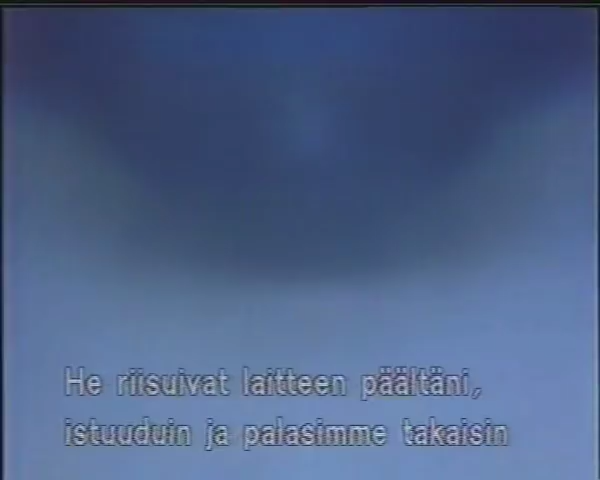 He riisuivat laitteen päältäni,
istuuduin ja palasimme takaisin